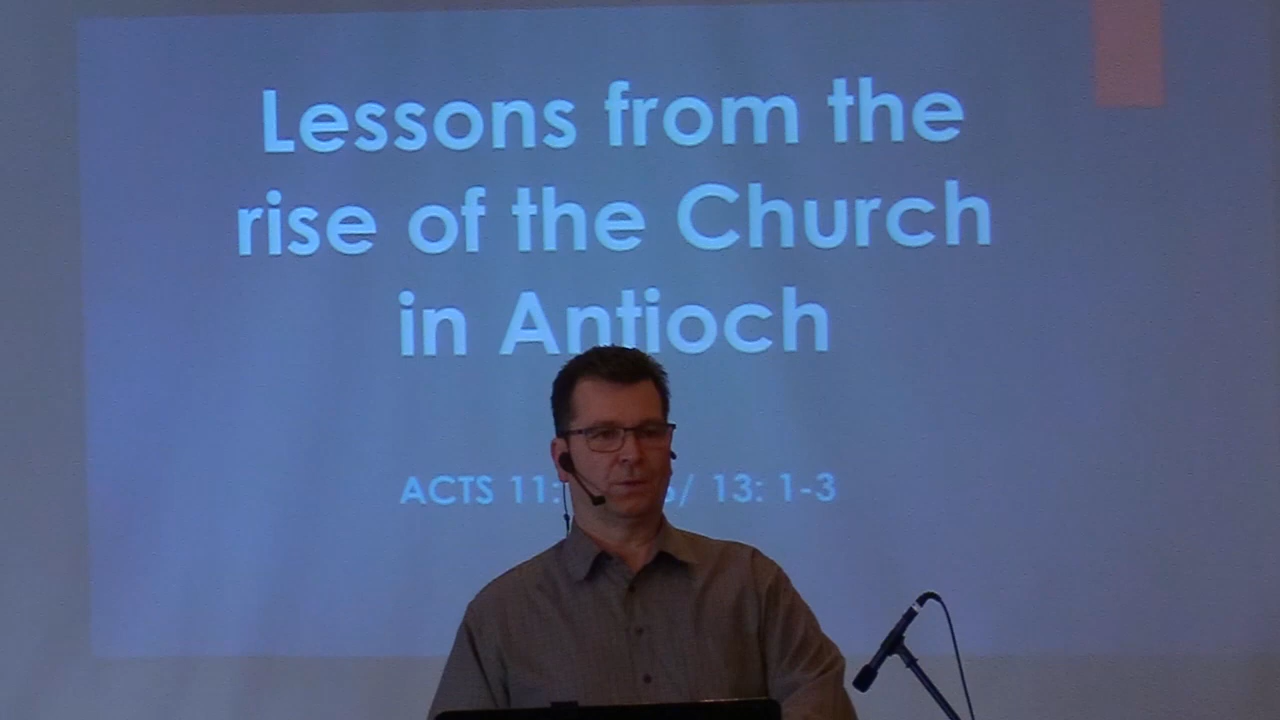 Lessons from the
rise of the Church
in Antioch
ACTS 11: / 13: 1-3